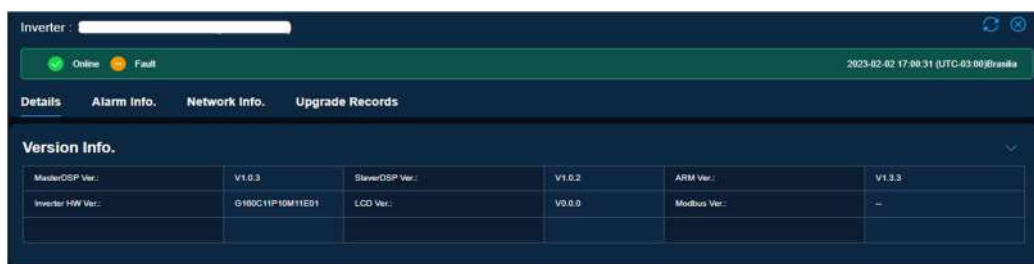 Inverter :
Online Fault 2023-02-02 17:00:31 (UTC-03:00)Brasilia
Details Alarm Info. Network Info. Upgrade Records
Version Info.
MasterDSP Ver.: V1.0.3 SlaverDSP Ver.: V1.0.2 ARM Ver.: V1.3.3
Inverter HW Ver.: G160C11P10M11E01 LCD Ver.: V0.0.0 Modbus Ver.: --